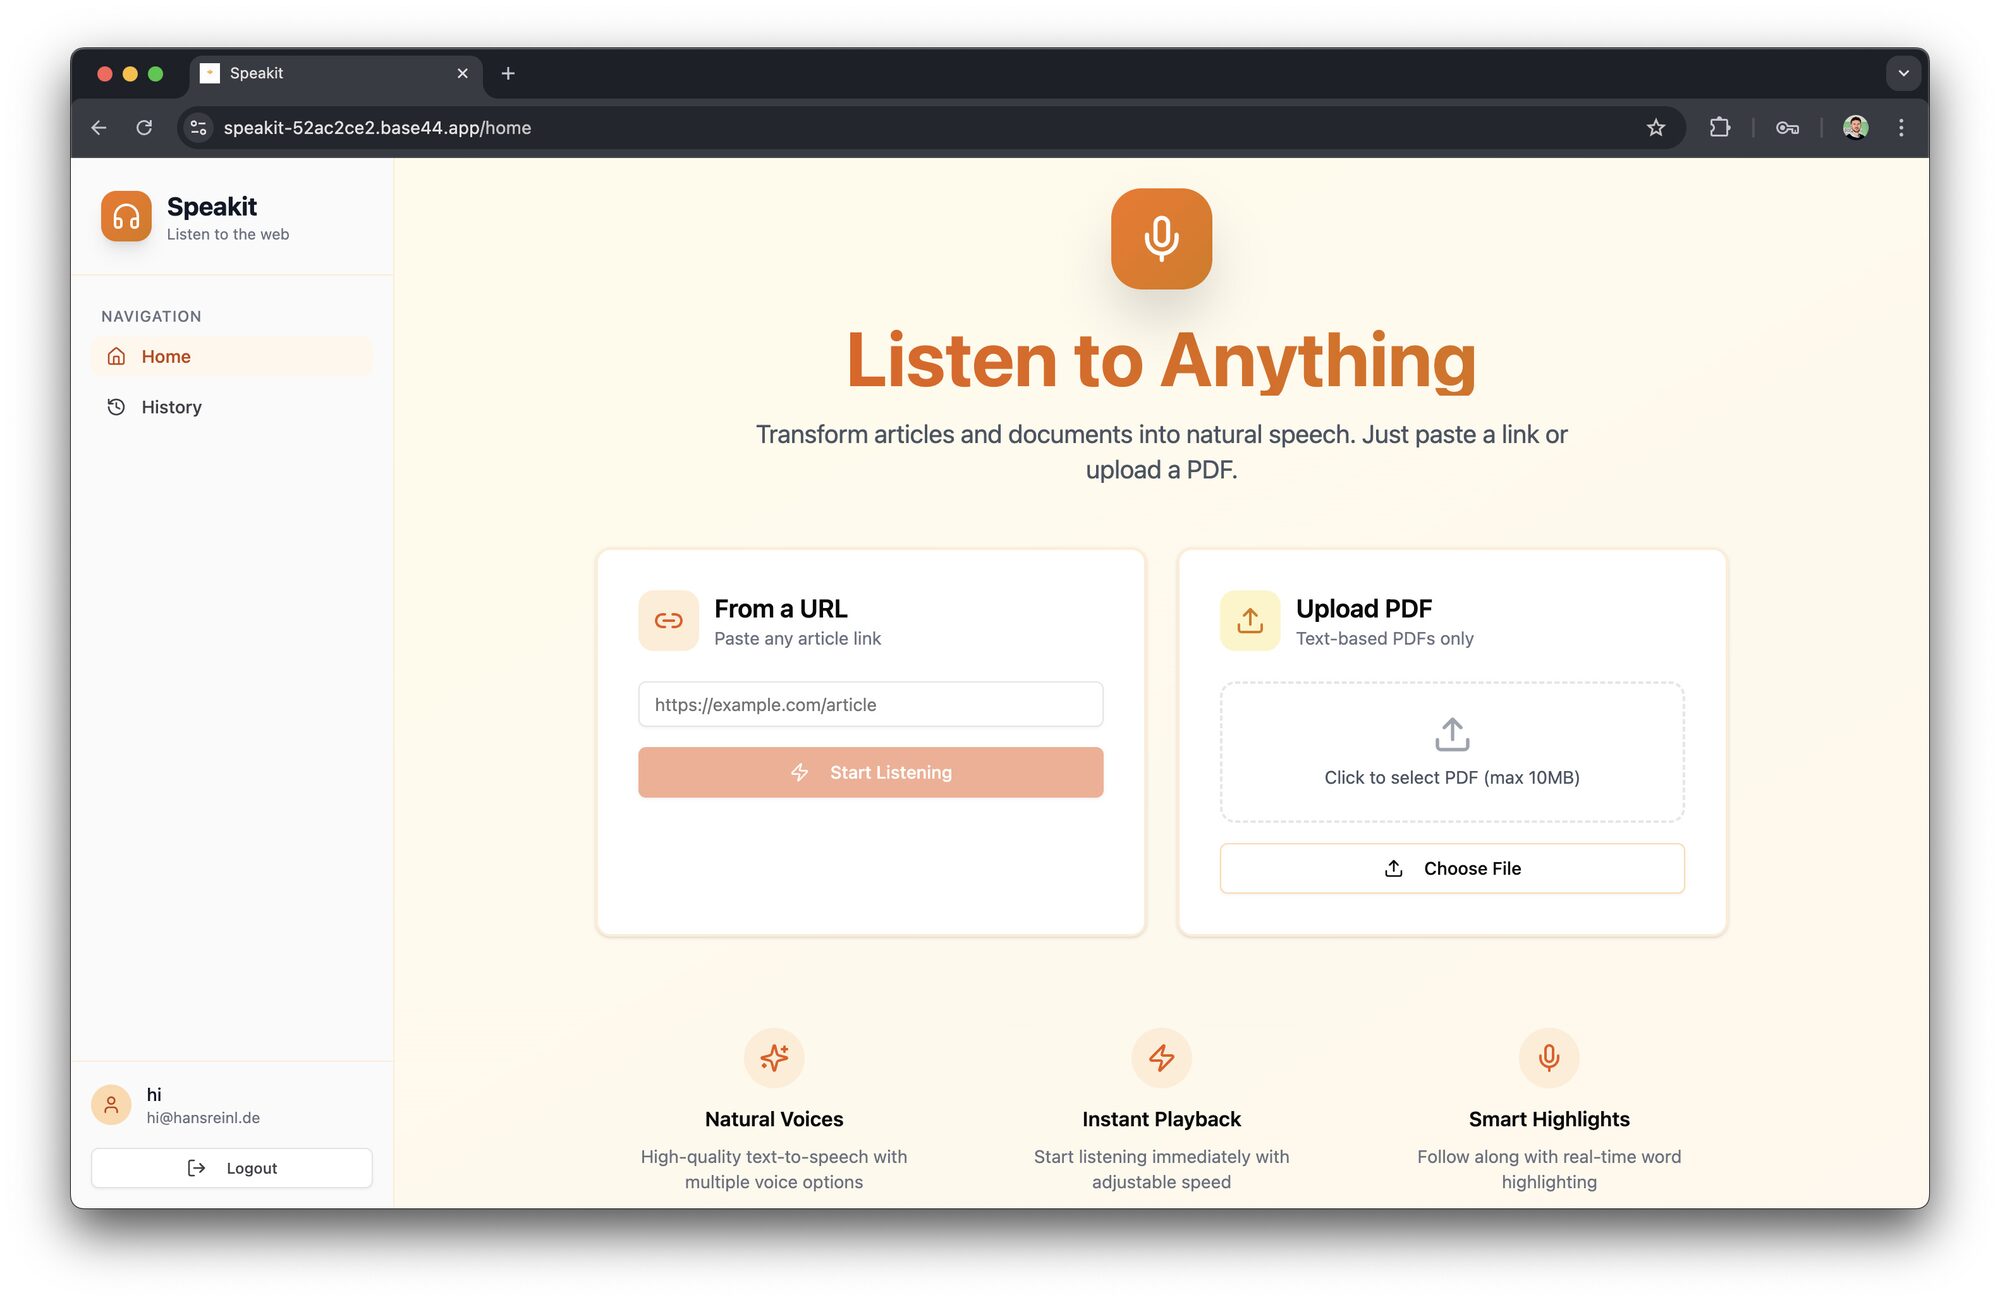 Speakit
speakit-52ac2ce2.base44.app/home
Speakit
Listen to the web
NAVIGATION
Home
History
hi
hi@hansreinl.de
Logout
Listen to Anything
Transform articles and documents into natural speech. Just paste a link or
upload a PDF.
From a URL
Paste any article link
https://example.com/article
Start Listening
Upload PDF
Text-based PDFs only
Click to select PDF (max 10MB)
Choose File
Natural Voices
High-quality text-to-speech with
multiple voice options
Instant Playback
Start listening immediately with
adjustable speed
Smart Highlights
Follow along with real-time word
highlighting